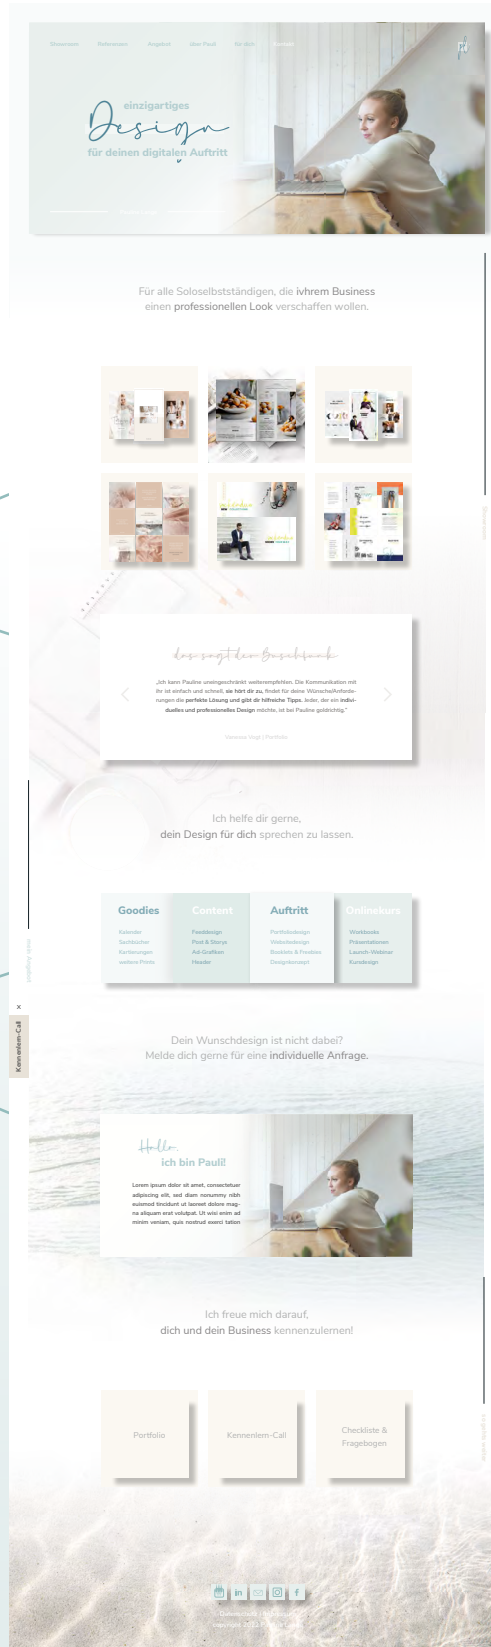 Showroom Referenzen Angebot über Pauli für dich Kontakt
einzigartiges
Design
für deinen digitalen Auftritt
Für alle Soloselbstständigen, die ivhrem Business
einen professionellen Look verschaffen wollen.
das sagt der Buschfunk
„Ich kann Pauline uneingeschränkt weiterempfehlen. Die Kommunikation mit
ihr ist einfach und schnell, sie hört dir zu, findet für deine Wünsche/Anforde-
rungen die perfekte Lösung und gibt dir hilfreiche Tipps. Jeder, der ein indivi-
duelles und professionelles Design möchte, ist bei Pauline goldrichtig."
Vanessa Vogt | Portfolio
Ich helfe dir gerne,
dein Design für dich sprechen zu lassen.
Goodies
Kalender
Sachbücher
Kartierungen
weitere Prints
Content
Feeddesign
Post & Storys
Ad-Grafiken
Header
Auftritt
Portfoliodesign
Websitedesign
Booklets & Freebies
Designkonzept
Onlinekurs
Workbooks
Präsentationen
Launch-Webinar
Kursdesign
mein Angebot
x
Kennenlern-Call
Dein Wunschdesign ist nicht dabei?
Melde dich gerne für eine individuelle Anfrage.
Hallo,
ich bin Pauli!
Lorem ipsum dolor sit amet, consectetuer
adipiscing elit, sed diam nonummy nibh
euismod tincidunt ut laoreet dolore mag-
na aliquam erat volutpat. Ut wisi enim ad
minim veniam, quis nostrud exerci tation
Ich freue mich darauf,
dich und dein Business kennenzulernen!
Portfolio
Kennenlern-Call
Checkliste &
Fragebogen